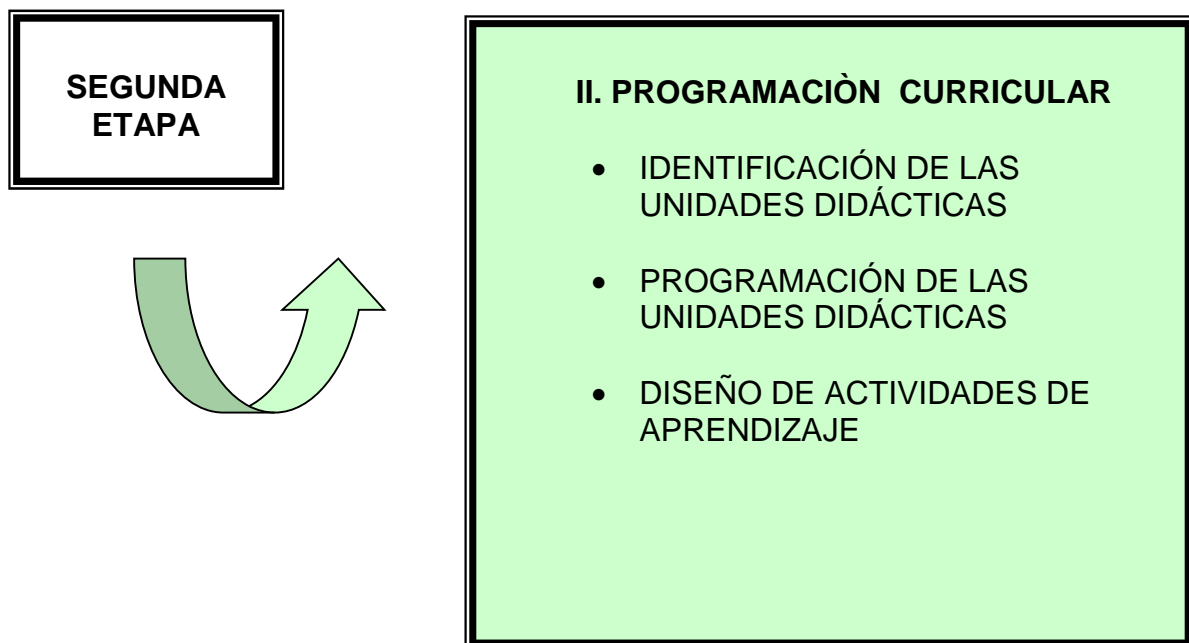 SEGUNDA
ETAPA
II. PROGRAMACIÒN CURRICULAR
• IDENTIFICACIÓN DE LAS
UNIDADES DIDÁCTICAS
• PROGRAMACIÓN DE LAS
UNIDADES DIDÁCTICAS
• DISEÑO DE ACTIVIDADES DE
APRENDIZAJE